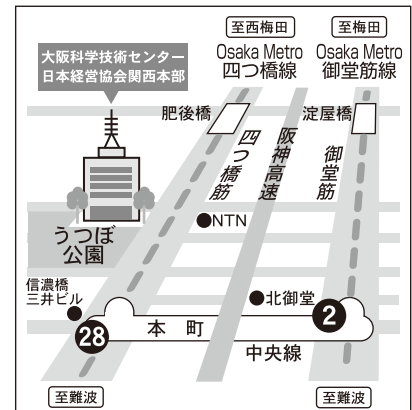 至西梅田
至梅田
Osaka Metro
四つ橋線
Osaka Metro
御堂筋線
大阪科学技術センター
日本経営協会関西本部
肥後橋
淀屋橋
四つ橋筋
阪神高速
御堂筋
NTN
うつぼ
公園
信濃橋
三井ビル
北御堂
28
本町
2
中央線
至難波
至難波